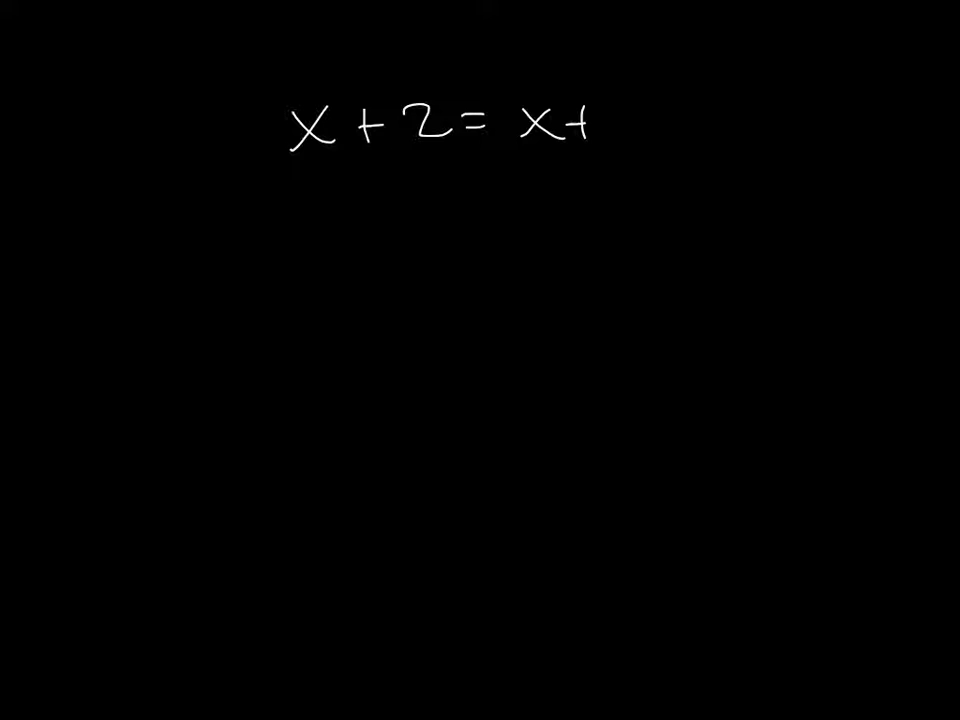 x + 2 = x +